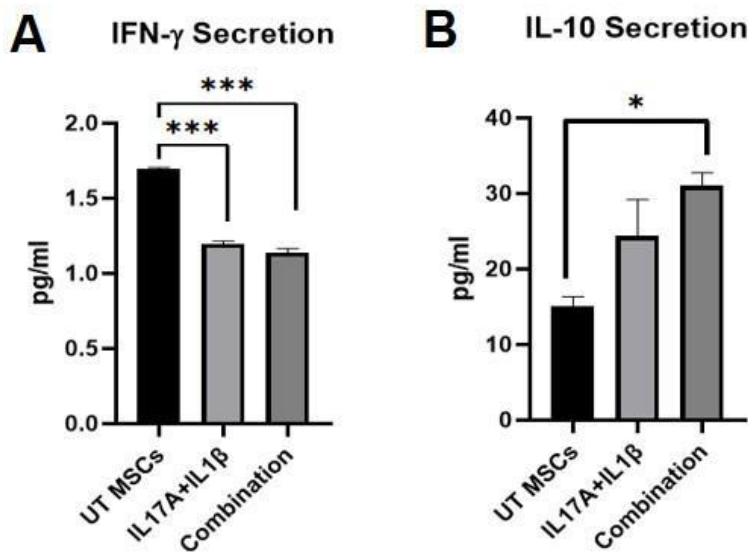 A
IFN-γ Secretion
***
***
2.0
1.5
1.0
0.5
0.0
pg/ml
UT MSCs
IL17A+IL1β
Combination
B
IL-10 Secretion
*
40
30
20
10
0
pg/ml
UT MSCs
IL17A+IL1β
Combination